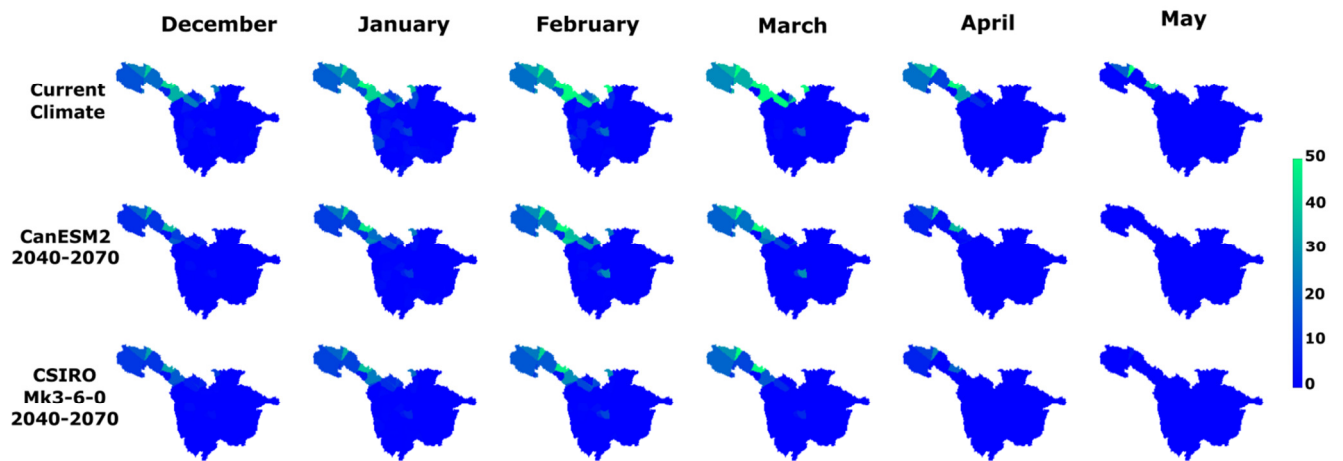 December January February March April May
Current
Climate
CanESM2
2040-2070
CSIRO
Mk3-6-0
2040-2070
50
40
30
20
10
0